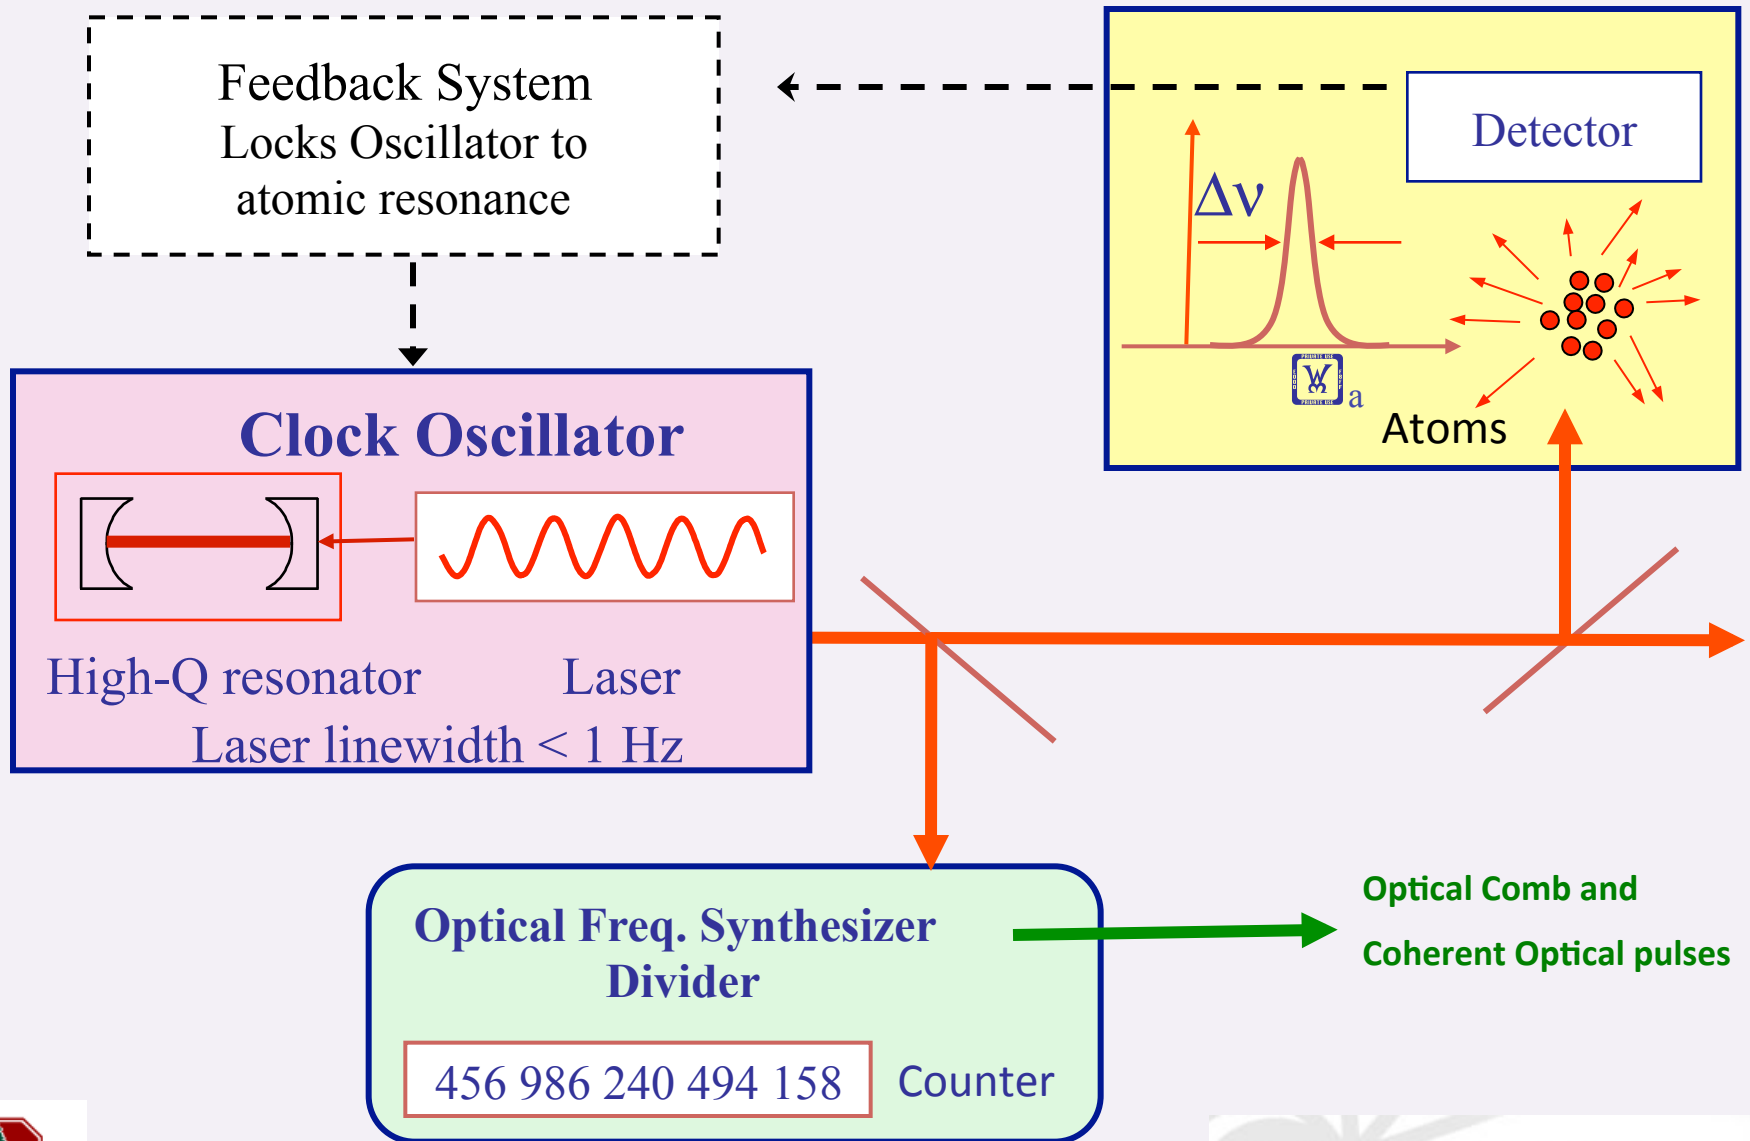 Feedback System
Locks Oscillator to
atomic resonance
Detector
Δν
a
Atoms
Clock Oscillator
High-Q resonator
Laser
Laser linewidth < 1 Hz
Optical Freq. Synthesizer
Divider
456 986 240 494 158
Counter
Optical Comb and
Coherent Optical pulses